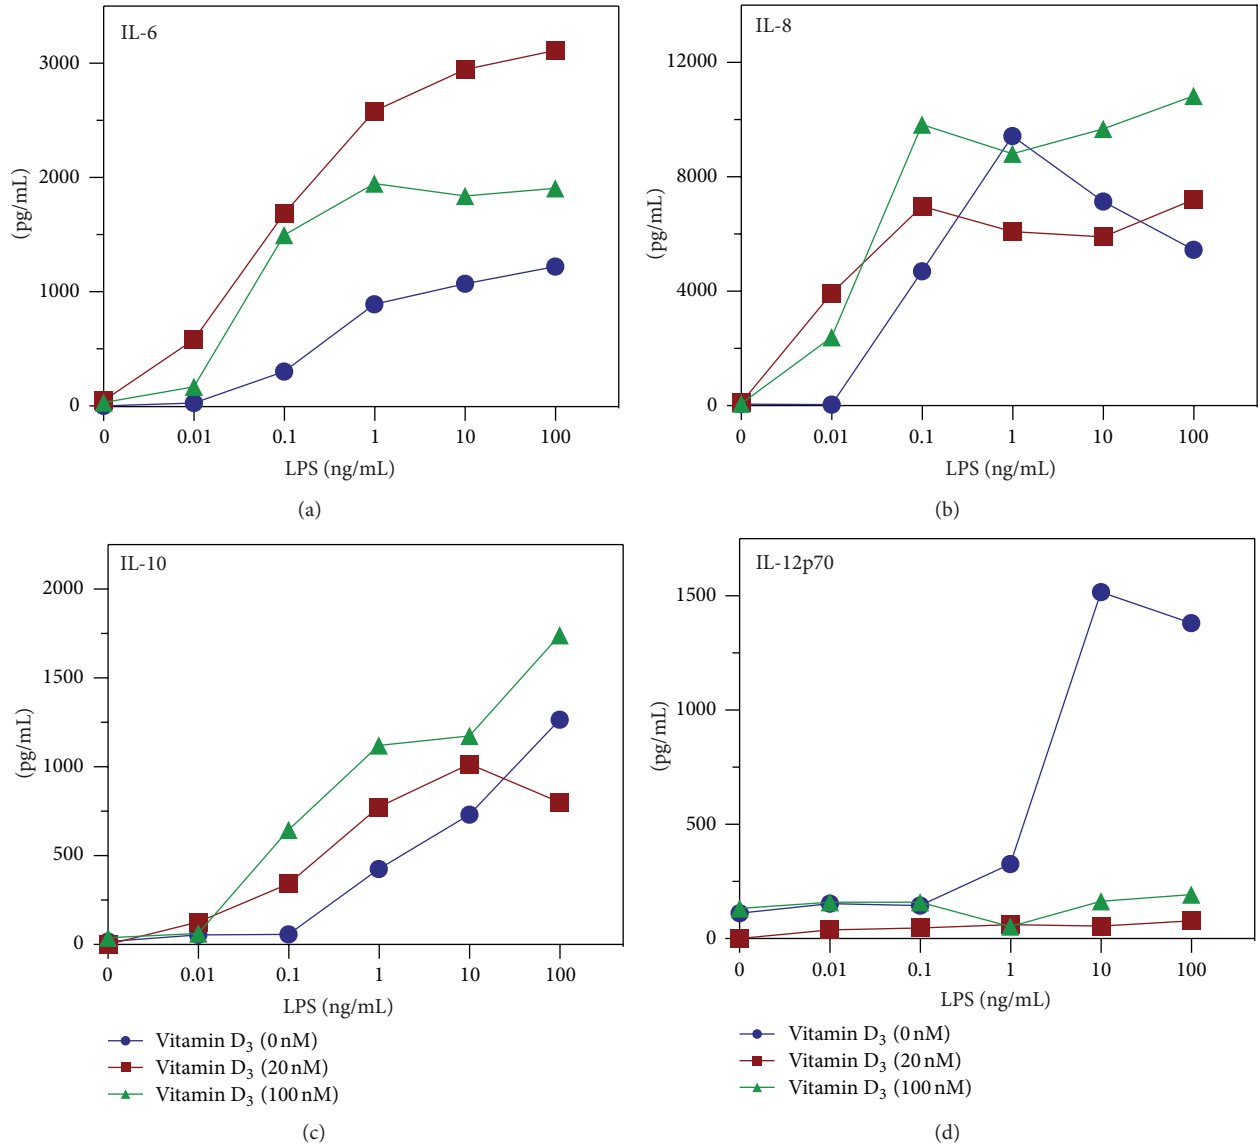 IL-6
3000
2000
1000
0
(pg/mL)
0 0.01 0.1 1 10 100
LPS (ng/mL)
(a)
IL-8
12000
8000
4000
0
(pg/mL)
0 0.01 0.1 1 10 100
LPS (ng/mL)
(b)
IL-10
2000
1500
1000
500
0
(pg/mL)
0 0.01 0.1 1 10 100
LPS (ng/mL)
Vitamin D₃ (0 nM)
Vitamin D₃ (20 nM)
Vitamin D₃ (100 nM)
(c)
IL-12p70
1500
1000
500
0
(pg/mL)
0 0.01 0.1 1 10 100
LPS (ng/mL)
Vitamin D₃ (0 nM)
Vitamin D₃ (20 nM)
Vitamin D₃ (100 nM)
(d)